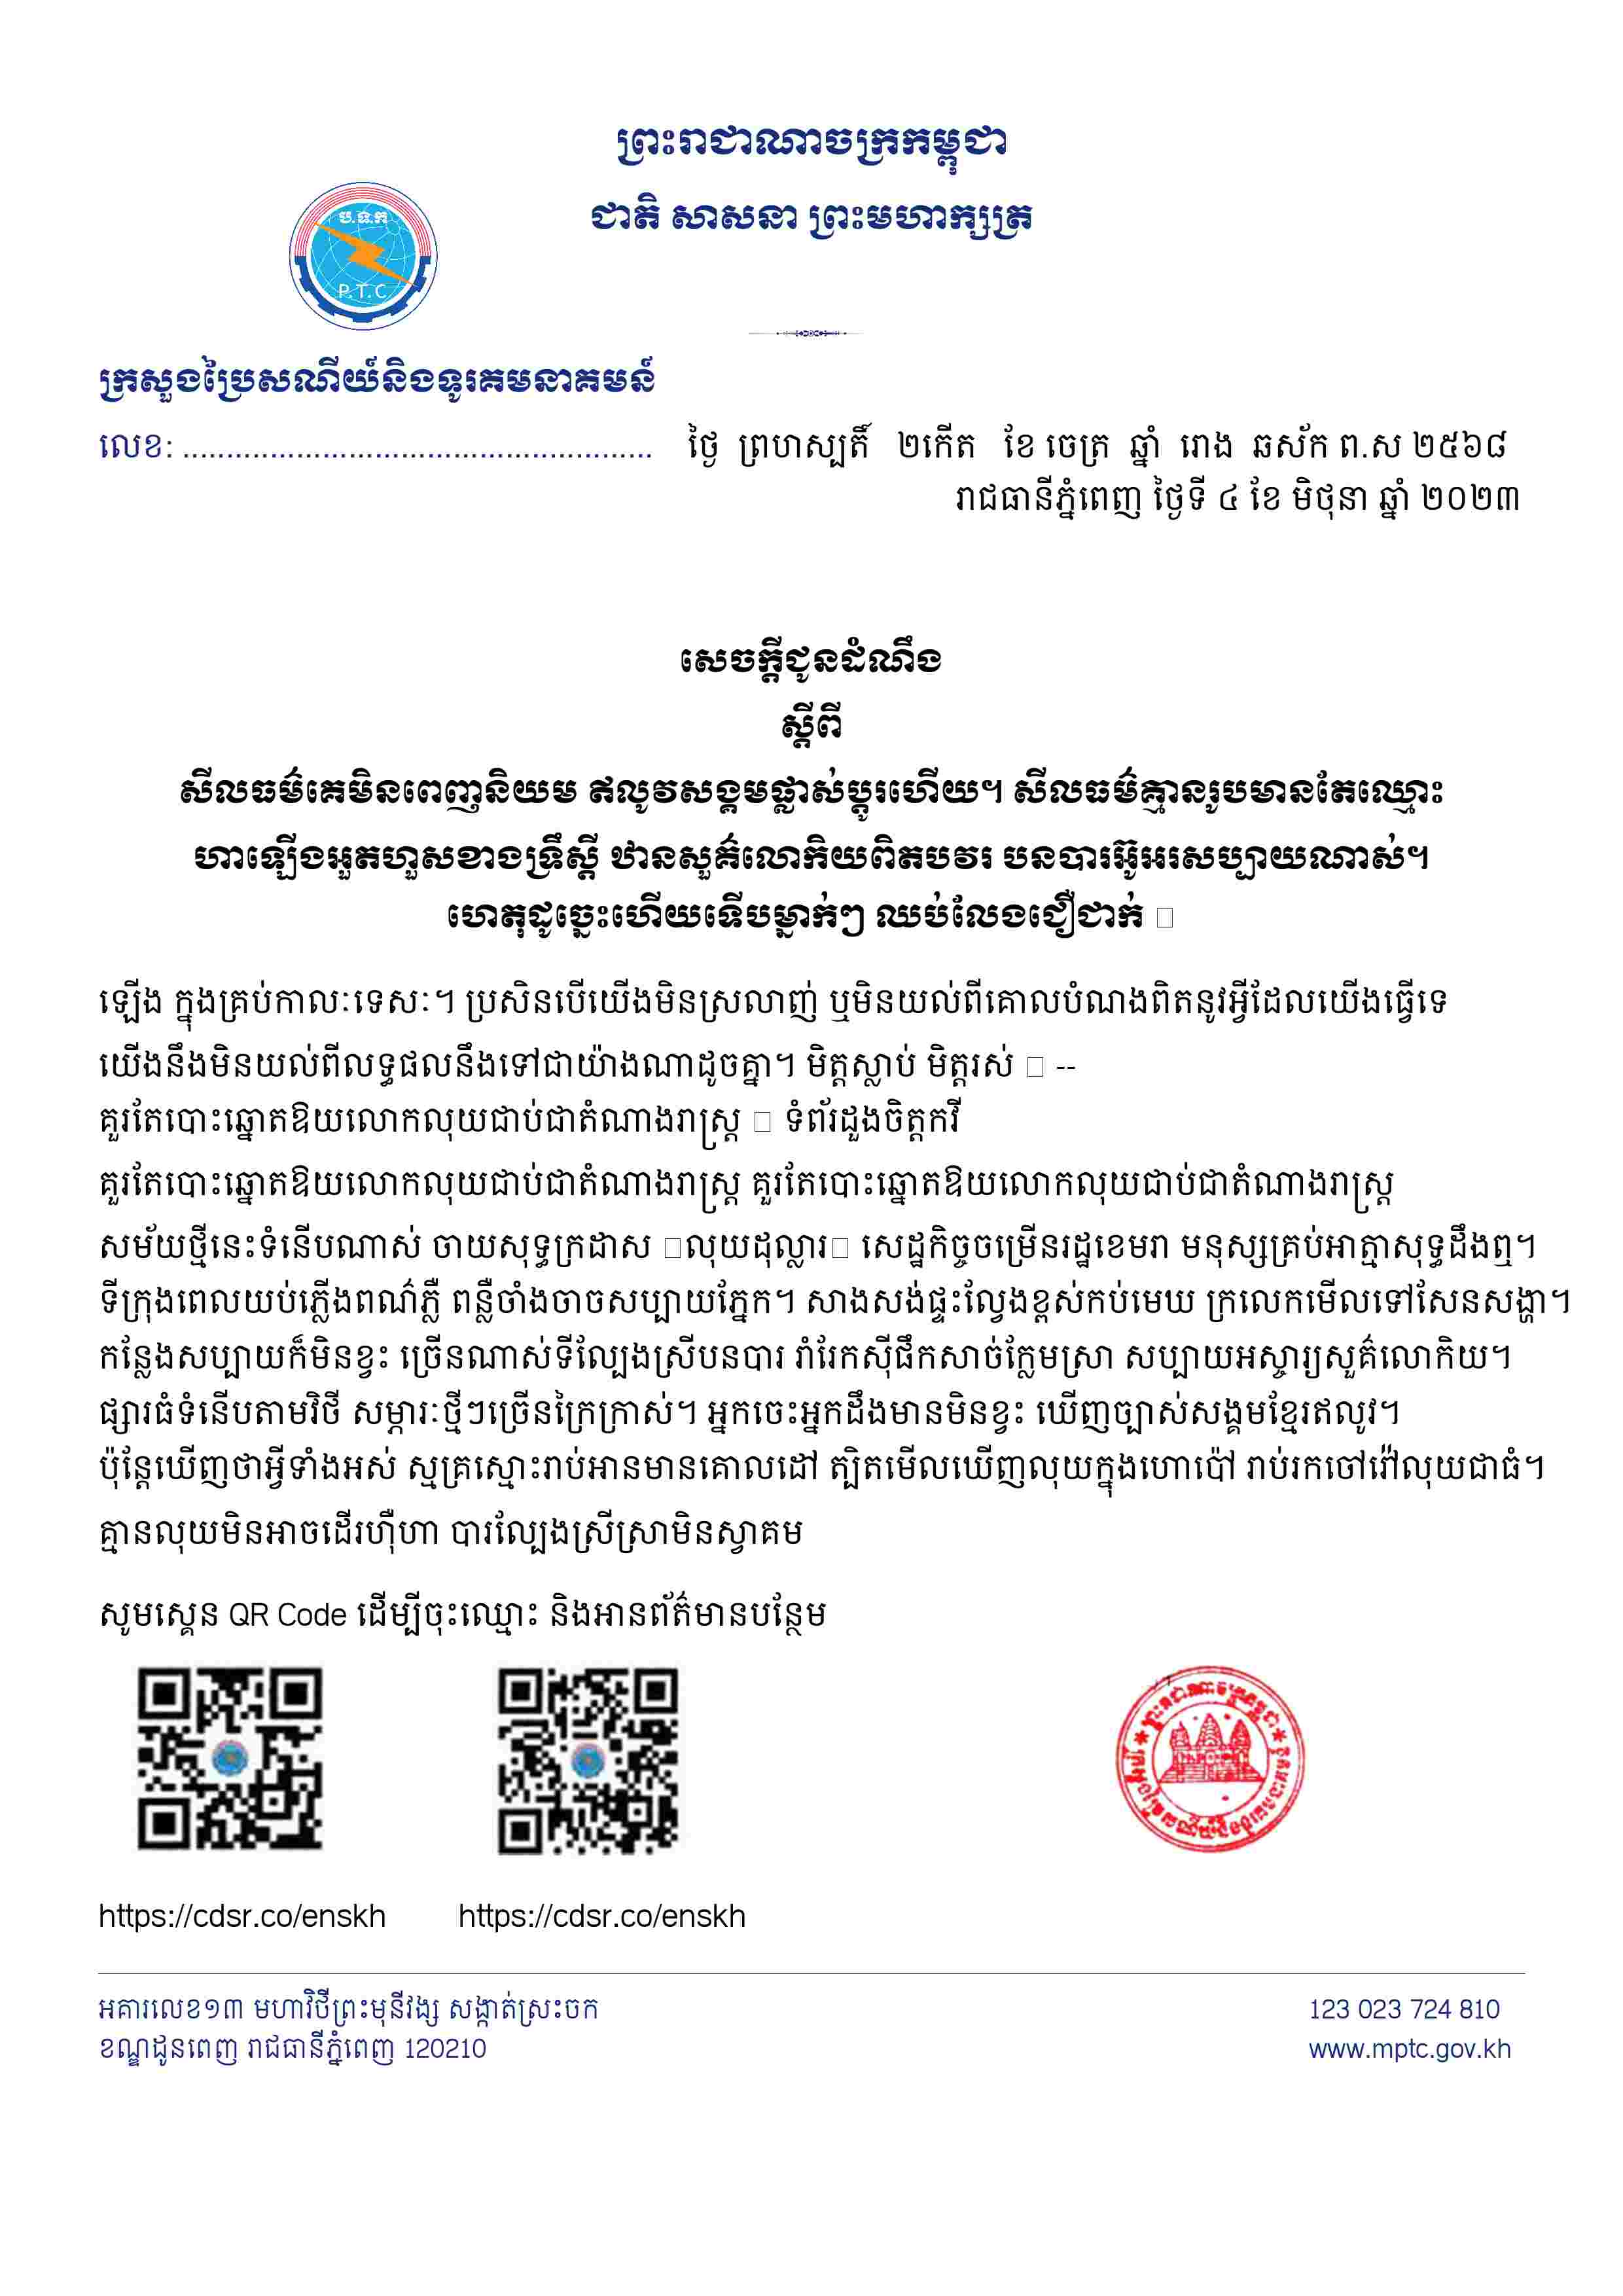 ព្រះរាជាណាចក្រកម្ពុជា
ជាតិ សាសនា ព្រះមហាក្សត្រ
ប.ទ.ក
P.T.C
ក្រសួងប្រៃសណីយ៍និងទូរគមនាគមន៍
លេខ: ......................................................
ថ្ងៃ ព្រហស្បតិ៍ ២កើត ខែ ចេត្រ ឆ្នាំ រោង ឆស័ក ព.ស ២៥៦៨
រាជធានីភ្នំពេញ ថ្ងៃទី ៤ ខែ មិថុនា ឆ្នាំ ២០២៣
សេចក្តីជូនដំណឹង
ស្តីពី
សីលធម៌គេមិនពេញនិយម ឥលូវសង្គមផ្លាស់ប្តូរហើយ។ សីលធម៌គ្មានរូបមានតែឈ្មោះ
ហាឡើងអួតហួសខាងទ្រឹស្តី ឋានសួគ៌លោកិយពិតបវរ បនបារអ៊ូអរសប្បាយណាស់។
ហេតុដូច្នេះហើយទើបម្នាក់ៗ ឈប់លែងជឿជាក់
ឡើង ក្នុងគ្រប់កាលៈទេសៈ។ ប្រសិនបើយើងមិនស្រលាញ់ ឬមិនយល់ពីគោលបំណងពិតនូវអ្វីដែលយើងធ្វើទេ
យើងនឹងមិនយល់ពីលទ្ធផលនឹងទៅជាយ៉ាងណាដូចគ្នា។ មិត្តស្លាប់ មិត្តរស់ --
គួរតែបោះឆ្នោតឱយលោកលុយជាប់ជាតំណាងរាស្ត្រ ទំព័រដួងចិត្តកវី
គួរតែបោះឆ្នោតឱយលោកលុយជាប់ជាតំណាងរាស្ត្រ គួរតែបោះឆ្នោតឱយលោកលុយជាប់ជាតំណាងរាស្ត្រ
សម័យថ្មីនេះទំនើបណាស់ ចាយសុទ្ធក្រដាស លុយដុល្លារ សេដ្ឋកិច្ចចម្រើនរដ្ឋខេមរា មនុស្សគ្រប់អាត្មាសុទ្ធដឹងឮ។
ទីក្រុងពេលយប់ភ្លើងពណ៌ភ្លឺ ពន្លឺចាំងចាចសប្បាយភ្នែក។ សាងសង់ផ្ទះល្វែងខ្ពស់កប់មេឃ ក្រលេកមើលទៅសែនសង្ហា។
កន្លែងសប្បាយក៏មិនខ្វះ ច្រើនណាស់ទីល្បែងស្រីបនបារ រាំរែកស៊ីផឹកសាច់ក្លែមស្រា សប្បាយអស្ចារ្យសួគ៌លោកិយ។
ផ្សារធំទំនើបតាមវិថី សម្ភារៈថ្មីៗច្រើនក្រៃក្រាស់។ អ្នកចេះអ្នកដឹងមានមិនខ្វះ ឃើញច្បាស់សង្គមខ្មែរឥលូវ។
ប៉ុន្តែឃើញថាអ្វីទាំងអស់ ស្មគ្រស្មោះរាប់អានមានគោលដៅ ត្បិតមើលឃើញលុយក្នុងហោប៉ៅ រាប់រកចៅវ៉ៅលុយជាធំ។
គ្មានលុយមិនអាចដើរហ៊ឺហា បារល្បែងស្រីស្រាមិនស្វាគម
សូមស្គេន QR Code ដើម្បីចុះឈ្មោះ និងអានព័ត៌មានបន្ថែម
ព្រះរាជាណាចក្រកម្ពុជា
ក្រសួងប្រៃសណីយ៍និងទូរគមនាគមន៍
https://cdsr.co/enskh https://cdsr.co/enskh
អគារលេខ១៣ មហាវិថីព្រះមុនីវង្ស សង្កាត់ស្រះចក
123 023 724 810
ខណ្ឌដូនពេញ រាជធានីភ្នំពេញ 120210
www.mptc.gov.kh